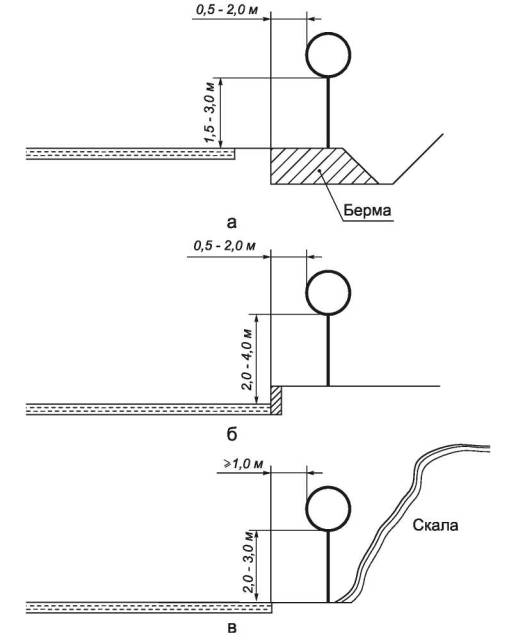 0,5 - 2,0 м
1,5 - 3,0 м
Берма
а
0,5 - 2,0 м
2,0 - 4,0 м
б
⩾1,0 м
Скала
2,0 - 3,0 м
в